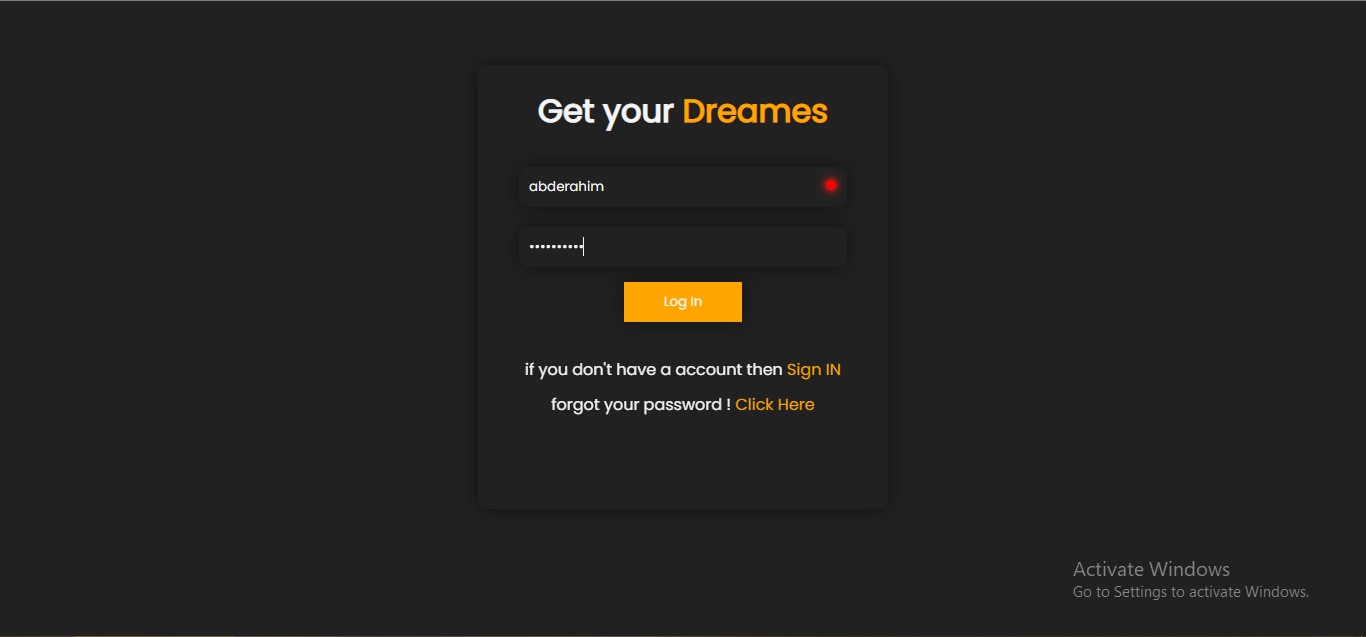 Get your Dreames
abderahim
••••••••••
Log In
if you don't have a account then Sign IN
forgot your password ! Click Here
Activate Windows
Go to Settings to activate Windows.